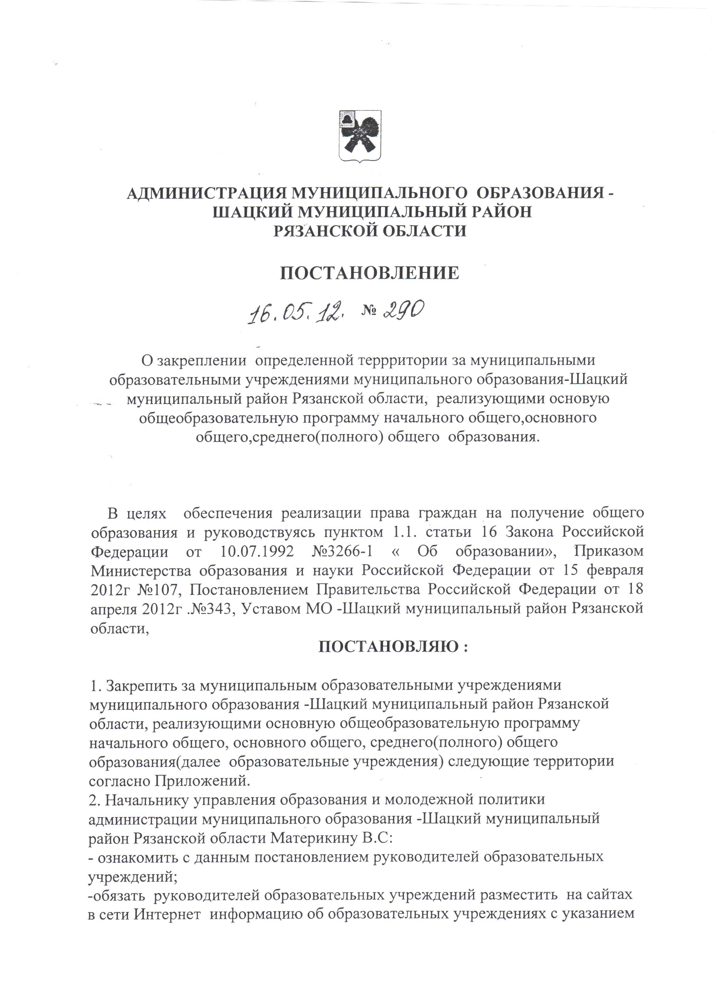 АДМИНИСТРАЦИЯ МУНИЦИПАЛЬНОГО ОБРАЗОВАНИЯ -
ШАЦКИЙ МУНИЦИПАЛЬНЫЙ РАЙОН
РЯЗАНСКОЙ ОБЛАСТИ
ПОСТАНОВЛЕНИЕ
16.05.12. № 290
О закреплении определенной террритории за муниципальными
образовательными учреждениями муниципального образования-Шацкий
муниципальный район Рязанской области, реализующими основую
общеобразовательную программу начального общего,основного
общего,среднего(полного) общего образования.
В целях обеспечения реализации права граждан на получение общего
образования и руководствуясь пунктом 1.1. статьи 16 Закона Российской
Федерации от 10.07.1992 №3266-1 « Об образовании», Приказом
Министерства образования и науки Российской Федерации от 15 февраля
2012г №107, Постановлением Правительства Российской Федерации от 18
апреля 2012г .№343, Уставом МО -Шацкий муниципальный район Рязанской
области,
ПОСТАНОВЛЯЮ :
1. Закрепить за муниципальным образовательными учреждениями
муниципального образования -Шацкий муниципальный район Рязанской
области, реализующими основную общеобразовательную программу
начального общего, основного общего, среднего(полного) общего
образования(далее образовательные учреждения) следующие территории
согласно Приложений.
2. Начальнику управления образования и молодежной политики
администрации муниципального образования -Шацкий муниципальный
район Рязанской области Материкину В.С:
- ознакомить с данным постановлением руководителей образовательных
учреждений;
-обязать руководителей образовательных учреждений разместить на сайтах
в сети Интернет информацию об образовательных учреждениях с указанием